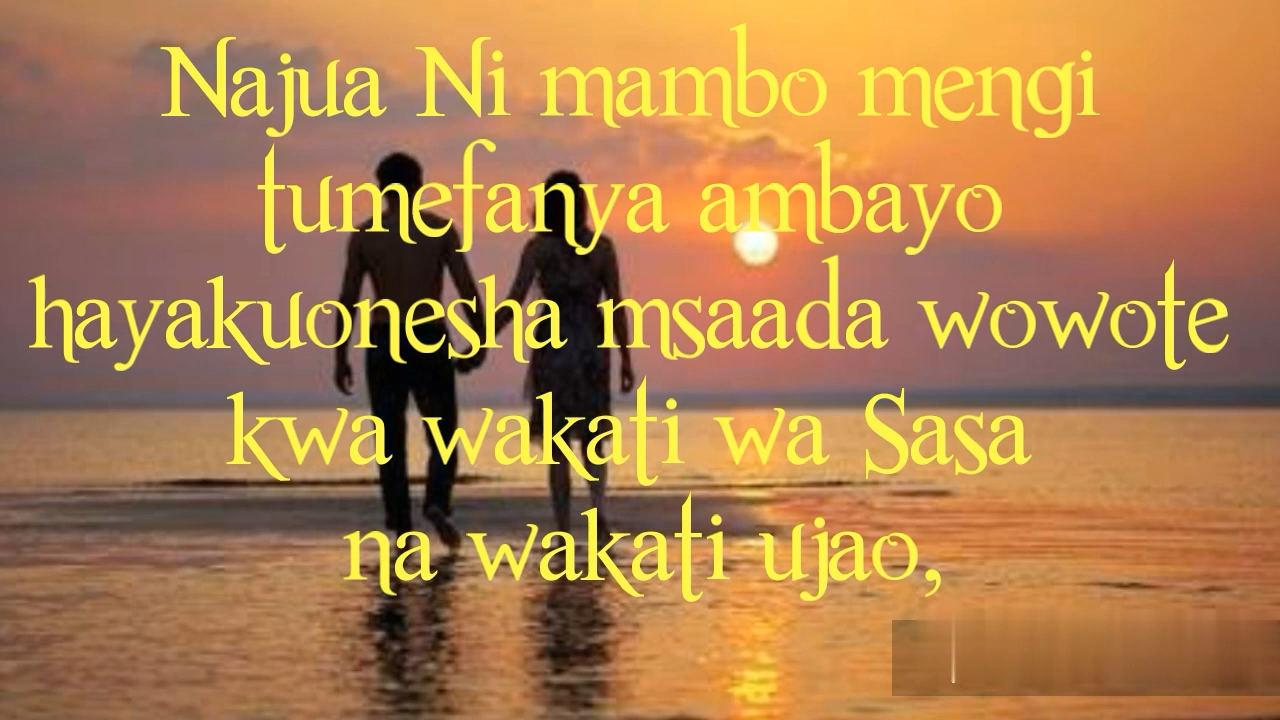 Najua Ni mambo mengi
tumefanya ambayo
hayakuonesha msaada wowote
kwa wakati wa Sasa
na wakati ujao,